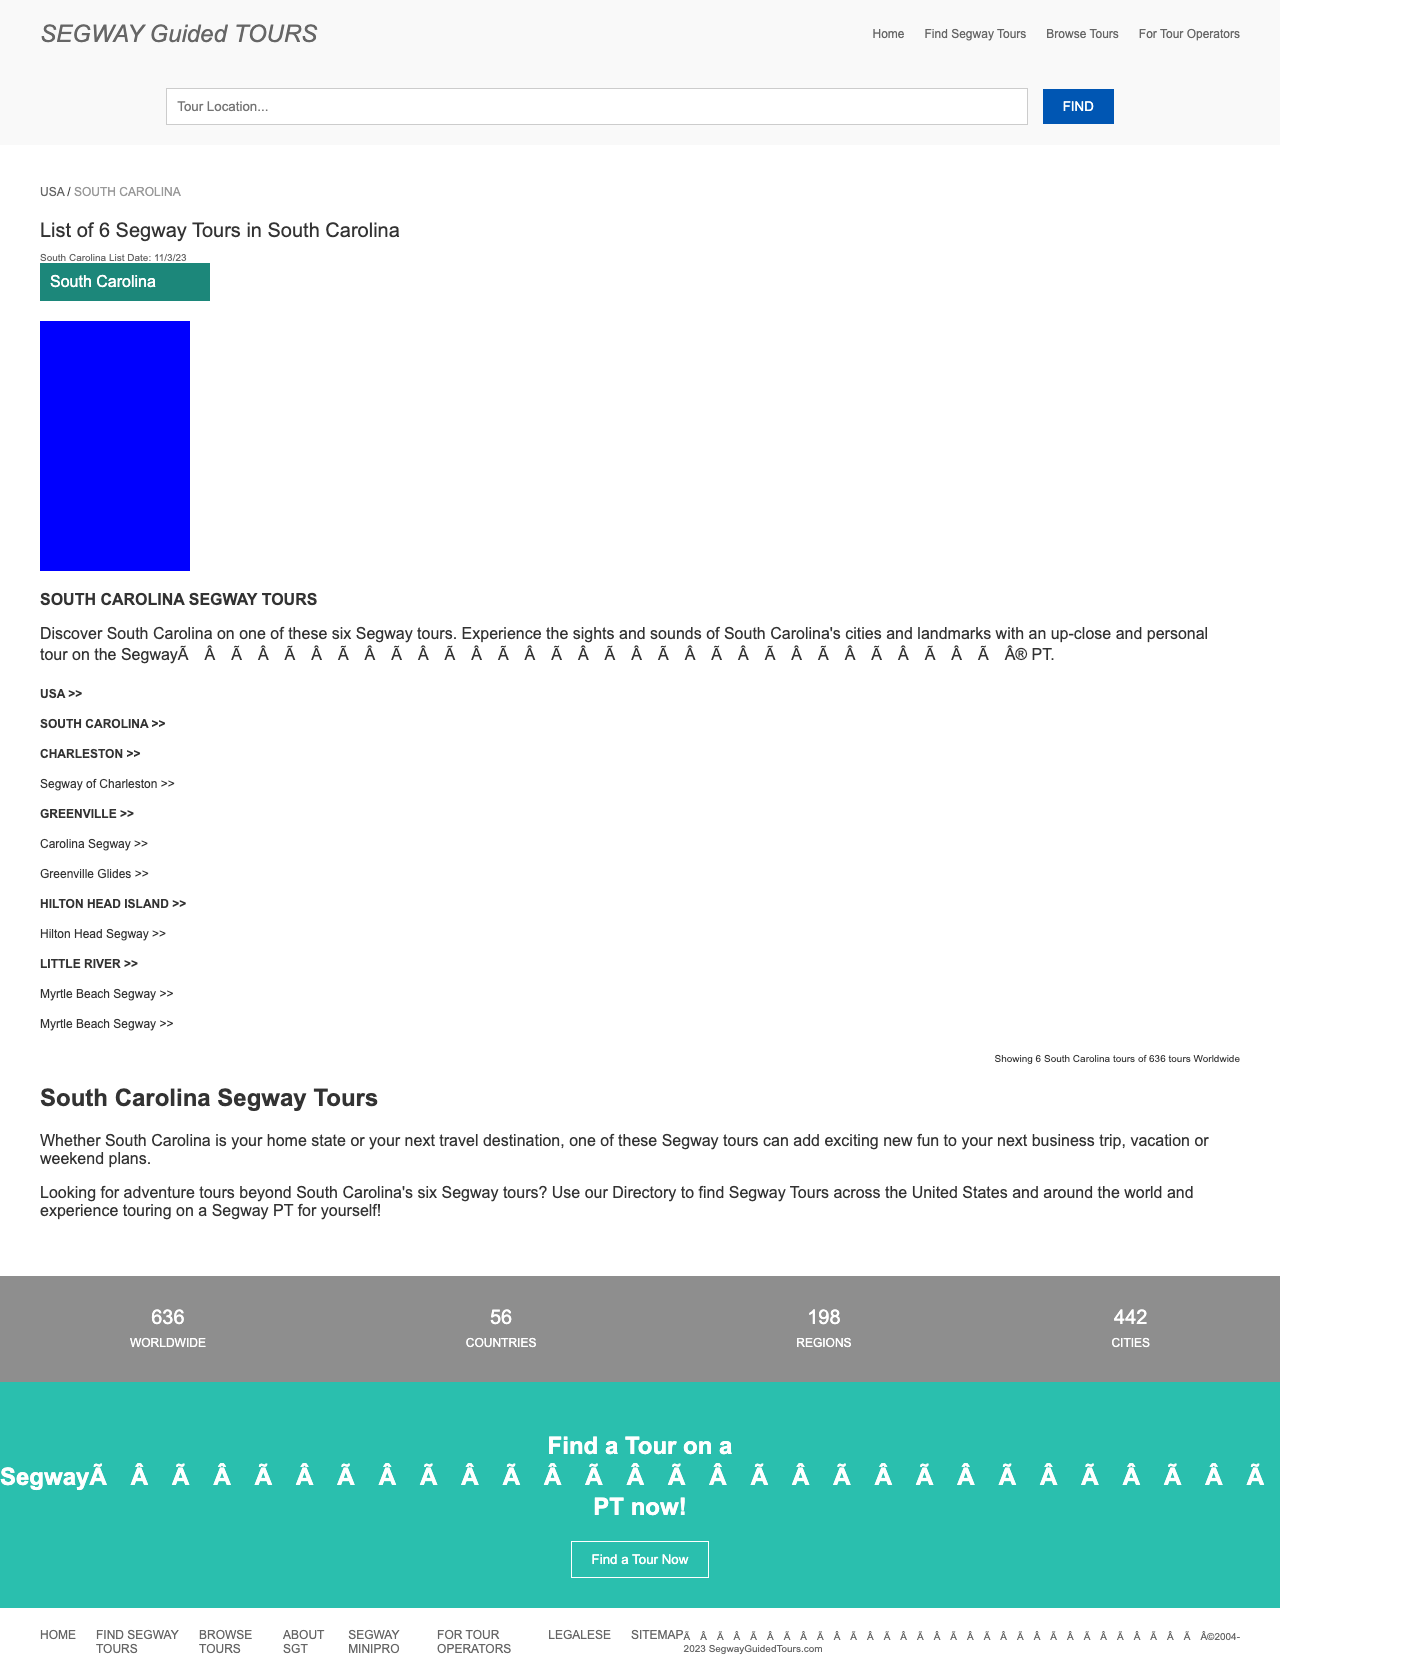 SEGWAY Guided TOURS
Home Find Segway Tours Browse Tours For Tour Operators
Tour Location... FIND
USA / SOUTH CAROLINA
List of 6 Segway Tours in South Carolina
South Carolina List Date: 11/3/23
South Carolina
SOUTH CAROLINA SEGWAY TOURS
Discover South Carolina on one of these six Segway tours. Experience the sights and sounds of South Carolina's cities and landmarks with an up-close and personal
tour on the SegwayÃ Â Ã Â Ã Â Ã Â Ã Â Ã Â Ã Â Ã Â Ã Â Ã Â Ã Â Ã Â Ã Â Ã Â Ã Â Ã Â® PT.
USA >>
SOUTH CAROLINA >>
CHARLESTON >>
Segway of Charleston >>
GREENVILLE >>
Carolina Segway >>
Greenville Glides >>
HILTON HEAD ISLAND >>
Hilton Head Segway >>
LITTLE RIVER >>
Myrtle Beach Segway >>
Myrtle Beach Segway >>
Showing 6 South Carolina tours of 636 tours Worldwide
South Carolina Segway Tours
Whether South Carolina is your home state or your next travel destination, one of these Segway tours can add exciting new fun to your next business trip, vacation or
weekend plans.
Looking for adventure tours beyond South Carolina's six Segway tours? Use our Directory to find Segway Tours across the United States and around the world and
experience touring on a Segway PT for yourself!
636 56 198 442
WORLDWIDE COUNTRIES REGIONS CITIES
Find a Tour on a
SegwayÃ Â Ã Â Ã Â Ã Â Ã Â Ã Â Ã Â Ã Â Ã Â Ã Â Ã Â Ã Â Ã Â Ã Â Ã
PT now!
Find a Tour Now
HOME FIND SEGWAY TOURS BROWSE TOURS ABOUT SGT SEGWAY MINIPRO FOR TOUR OPERATORS LEGALESE SITEMAP
Ã Â Ã Â Ã Â Ã Â Ã Â Ã Â Ã Â Ã Â Ã Â Ã Â Ã Â Ã Â Ã Â Ã Â Ã Â Ã Â©2004-
2023 SegwayGuidedTours.com